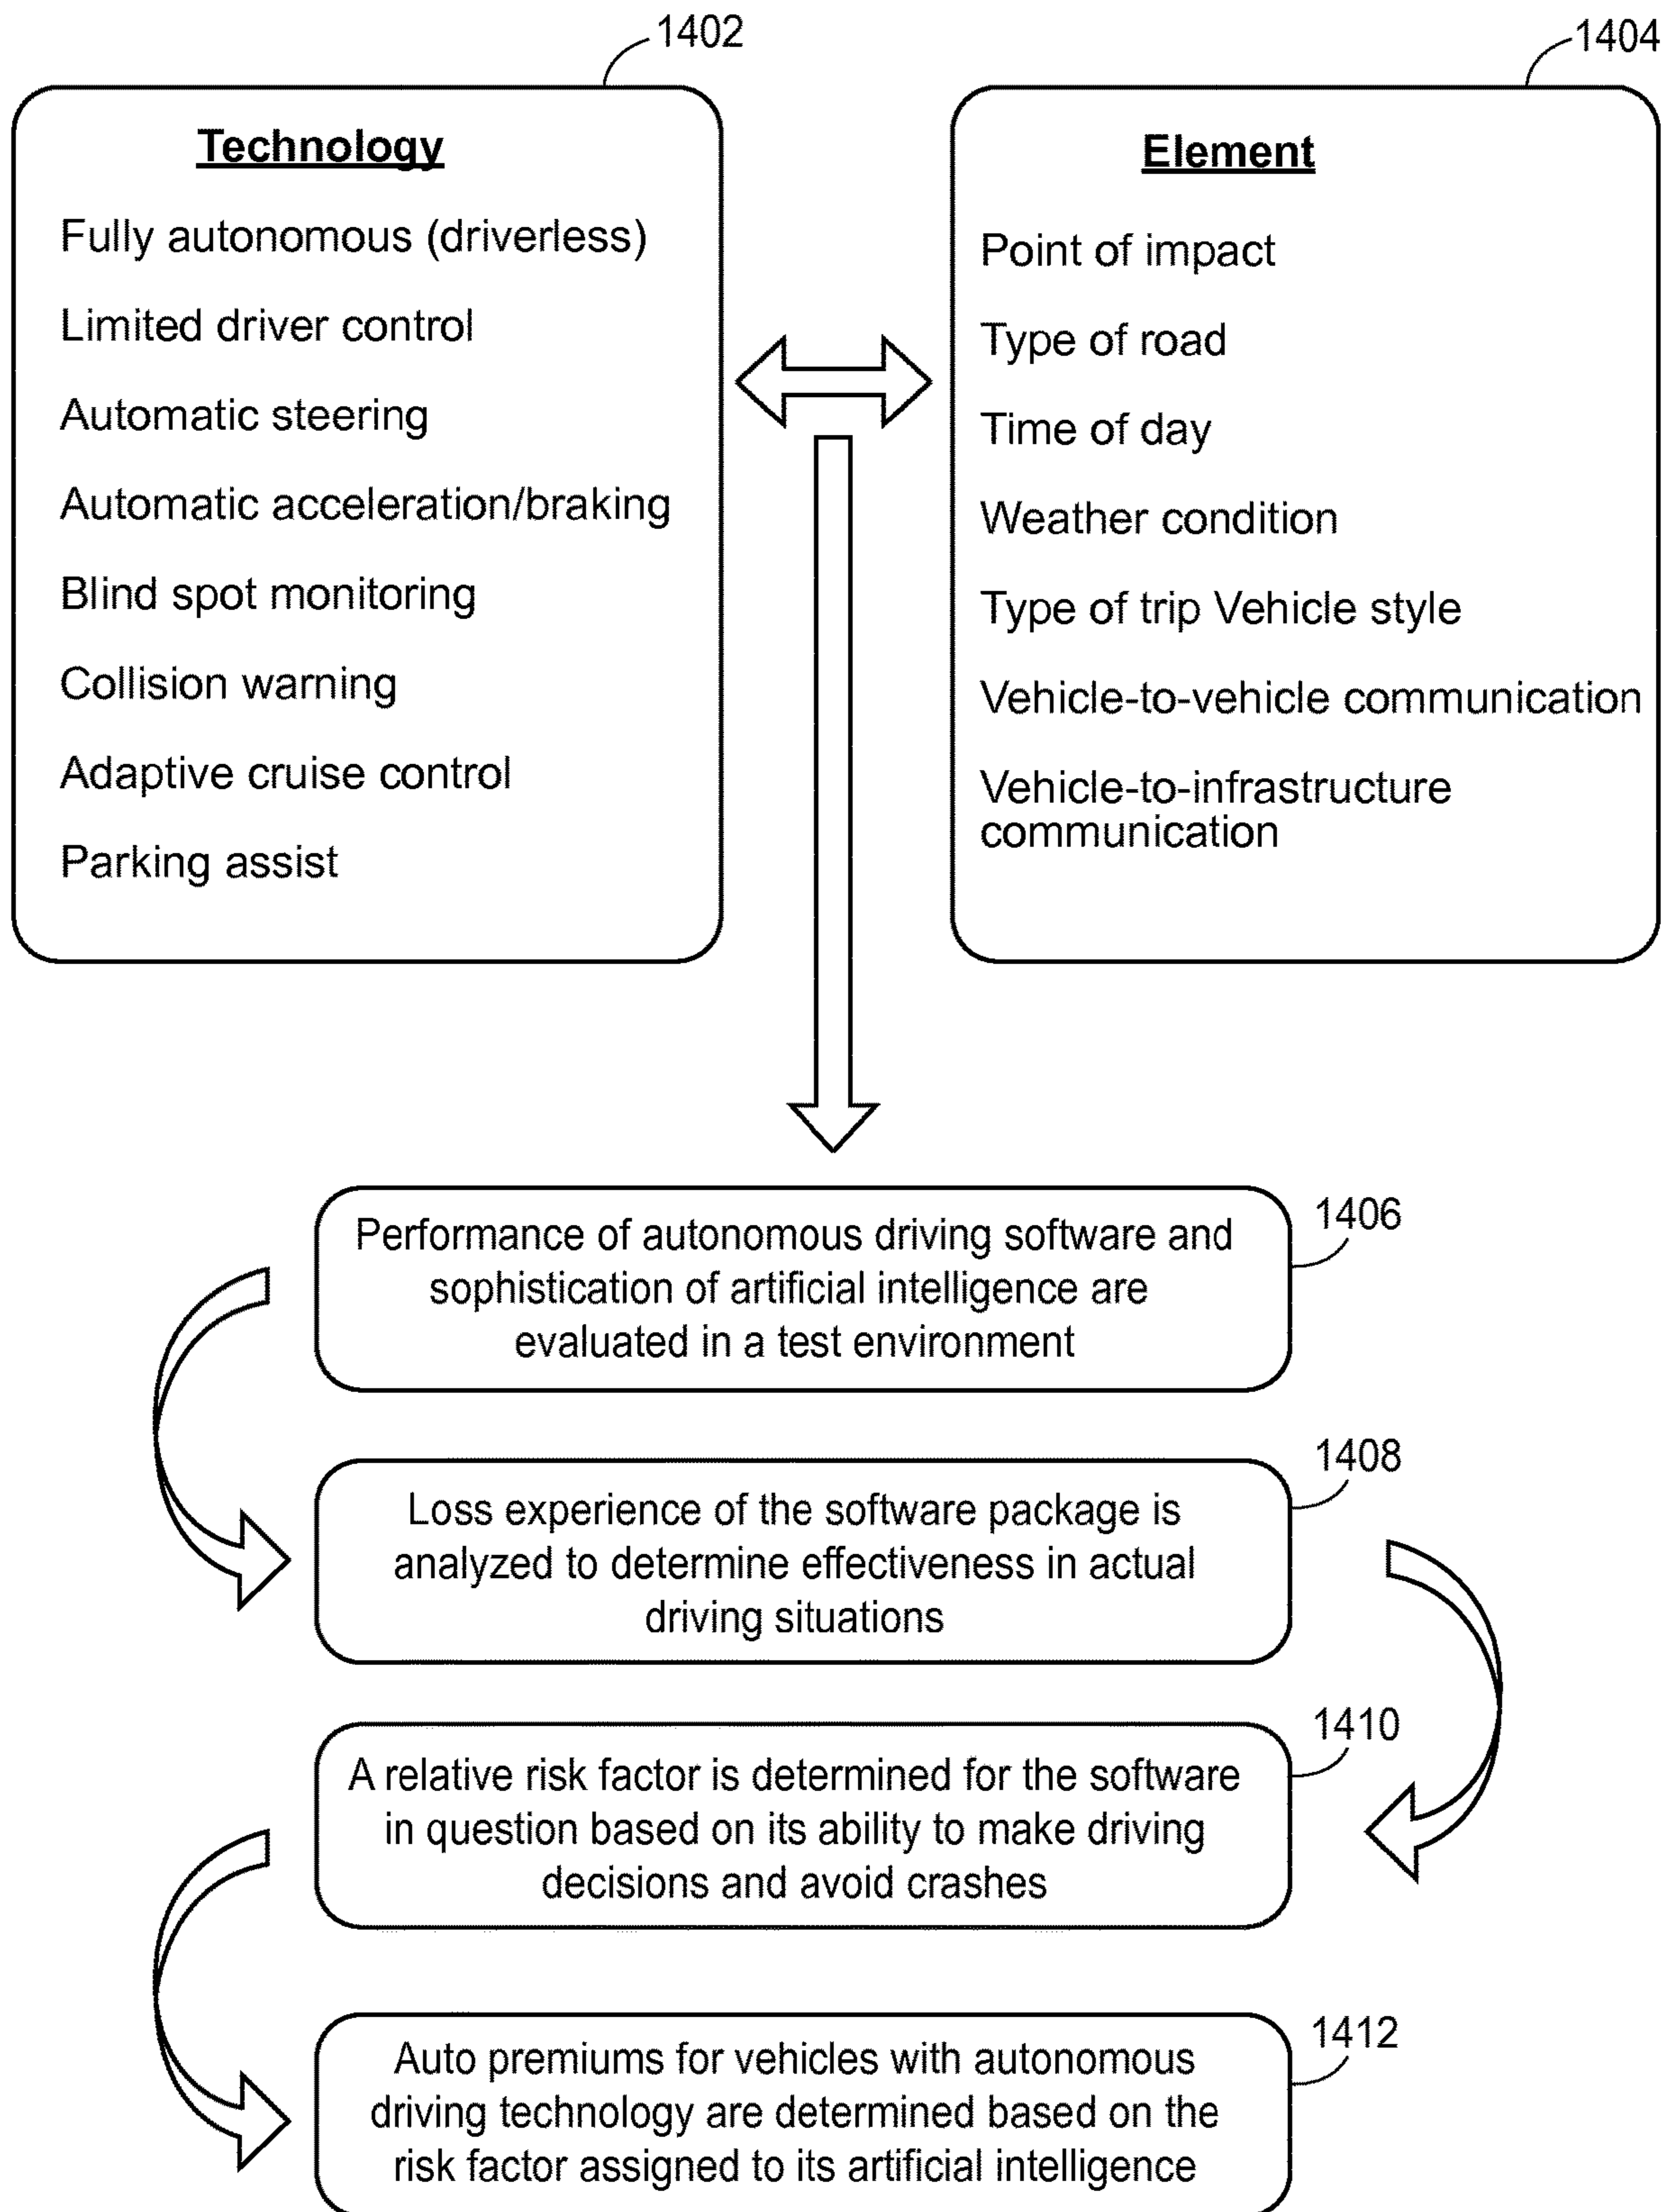 1402
Technology
Fully autonomous (driverless)
Limited driver control
Automatic steering
Automatic acceleration/braking
Blind spot monitoring
Collision warning
Adaptive cruise control
Parking assist
1404
Element
Point of impact
Type of road
Time of day
Weather condition
Type of trip Vehicle style
Vehicle-to-vehicle communication
Vehicle-to-infrastructure
communication
1406
Performance of autonomous driving software and
sophistication of artificial intelligence are
evaluated in a test environment
1408
Loss experience of the software package is
analyzed to determine effectiveness in actual
driving situations
1410
A relative risk factor is determined for the software
in question based on its ability to make driving
decisions and avoid crashes
1412
Auto premiums for vehicles with autonomous
driving technology are determined based on the
risk factor assigned to its artificial intelligence